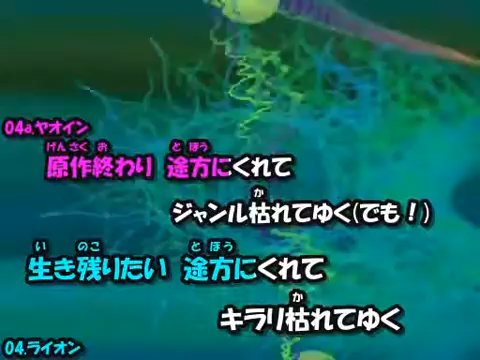 04a.ヤオイン
げんさくお とほう
原作終わり 途方にくれて
か
ジャンル枯れてゆく(でも！)
い のこ とほう
生き残りたい 途方にくれて
か
キラリ枯れてゆく
04.ライオン